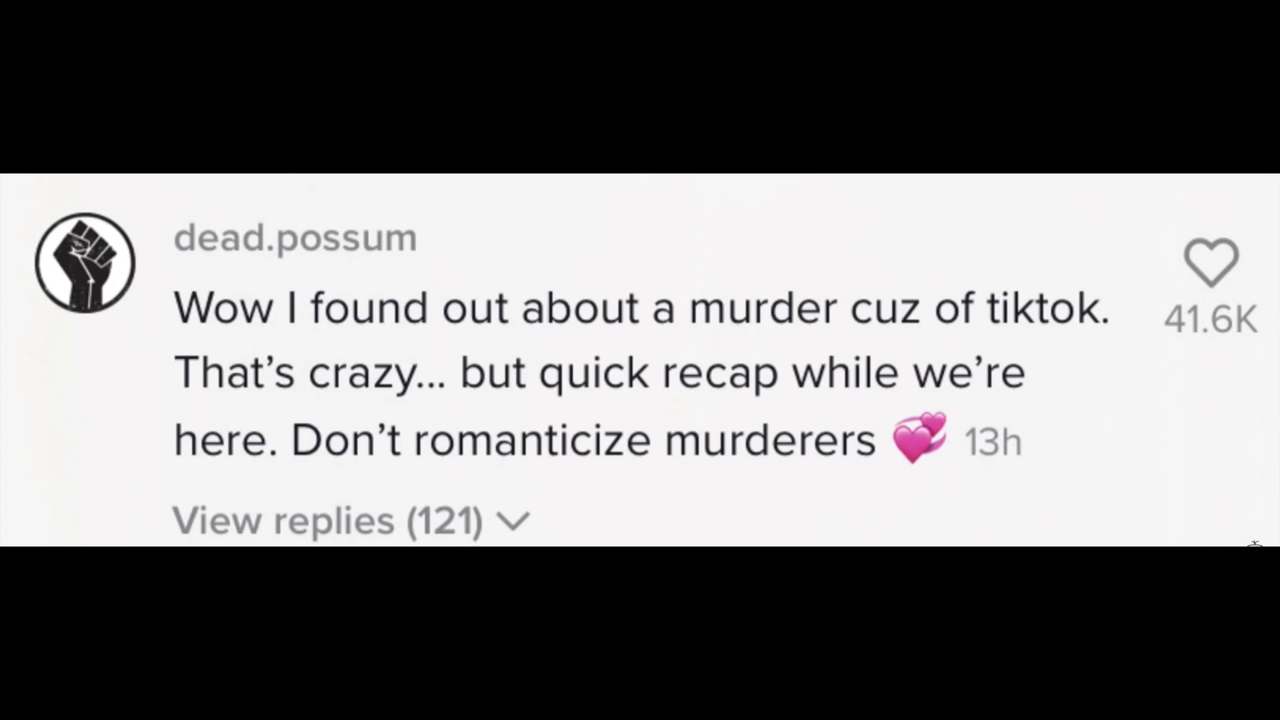 dead.possum
Wow I found out about a murder cuz of tiktok.
41.6K
That’s crazy... but quick recap while we’re
here. Don’t romanticize murderers 💞 13h
View replies (121)